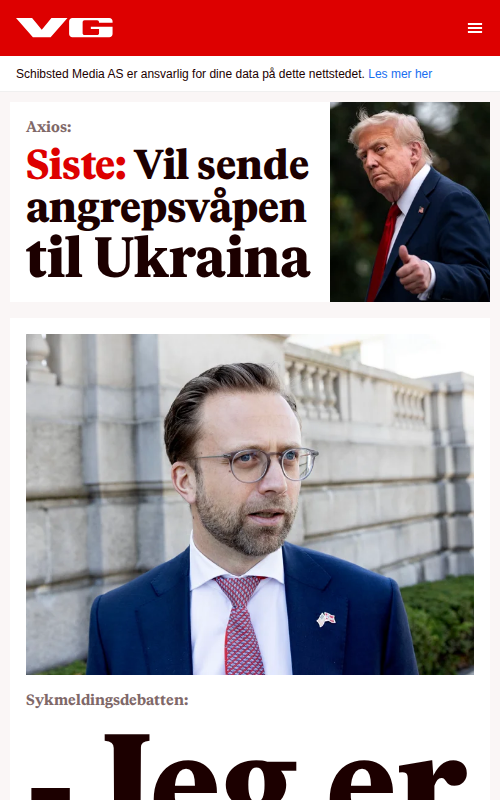 VG
Schibsted Media AS er ansvarlig for dine data på dette nettstedet. Les mer her
Axios:
Siste: Vil sende
angrepsvåpen
til Ukraina
Sykmeldingsdebatten:
- Jeg er